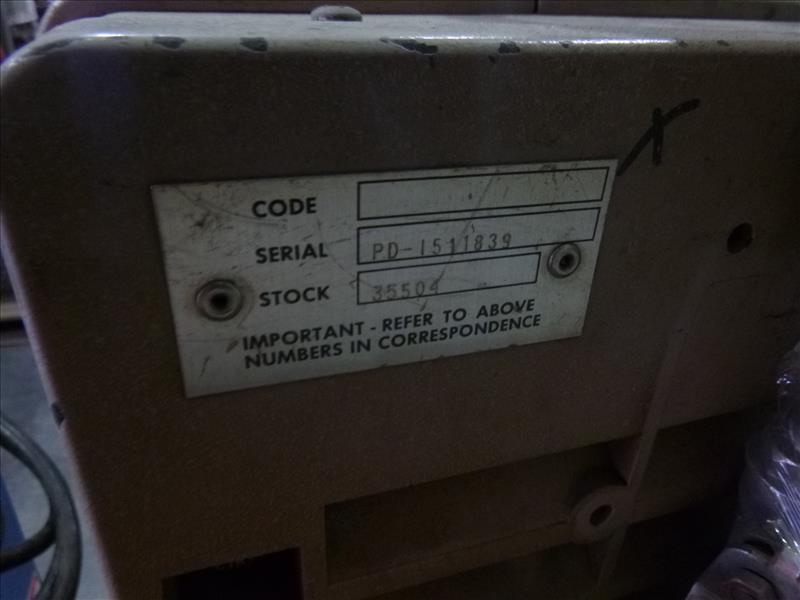 CODE
SERIAL PD-1511839
STOCK 35504
IMPORTANT - REFER TO ABOVE
NUMBERS IN CORRESPONDENCE